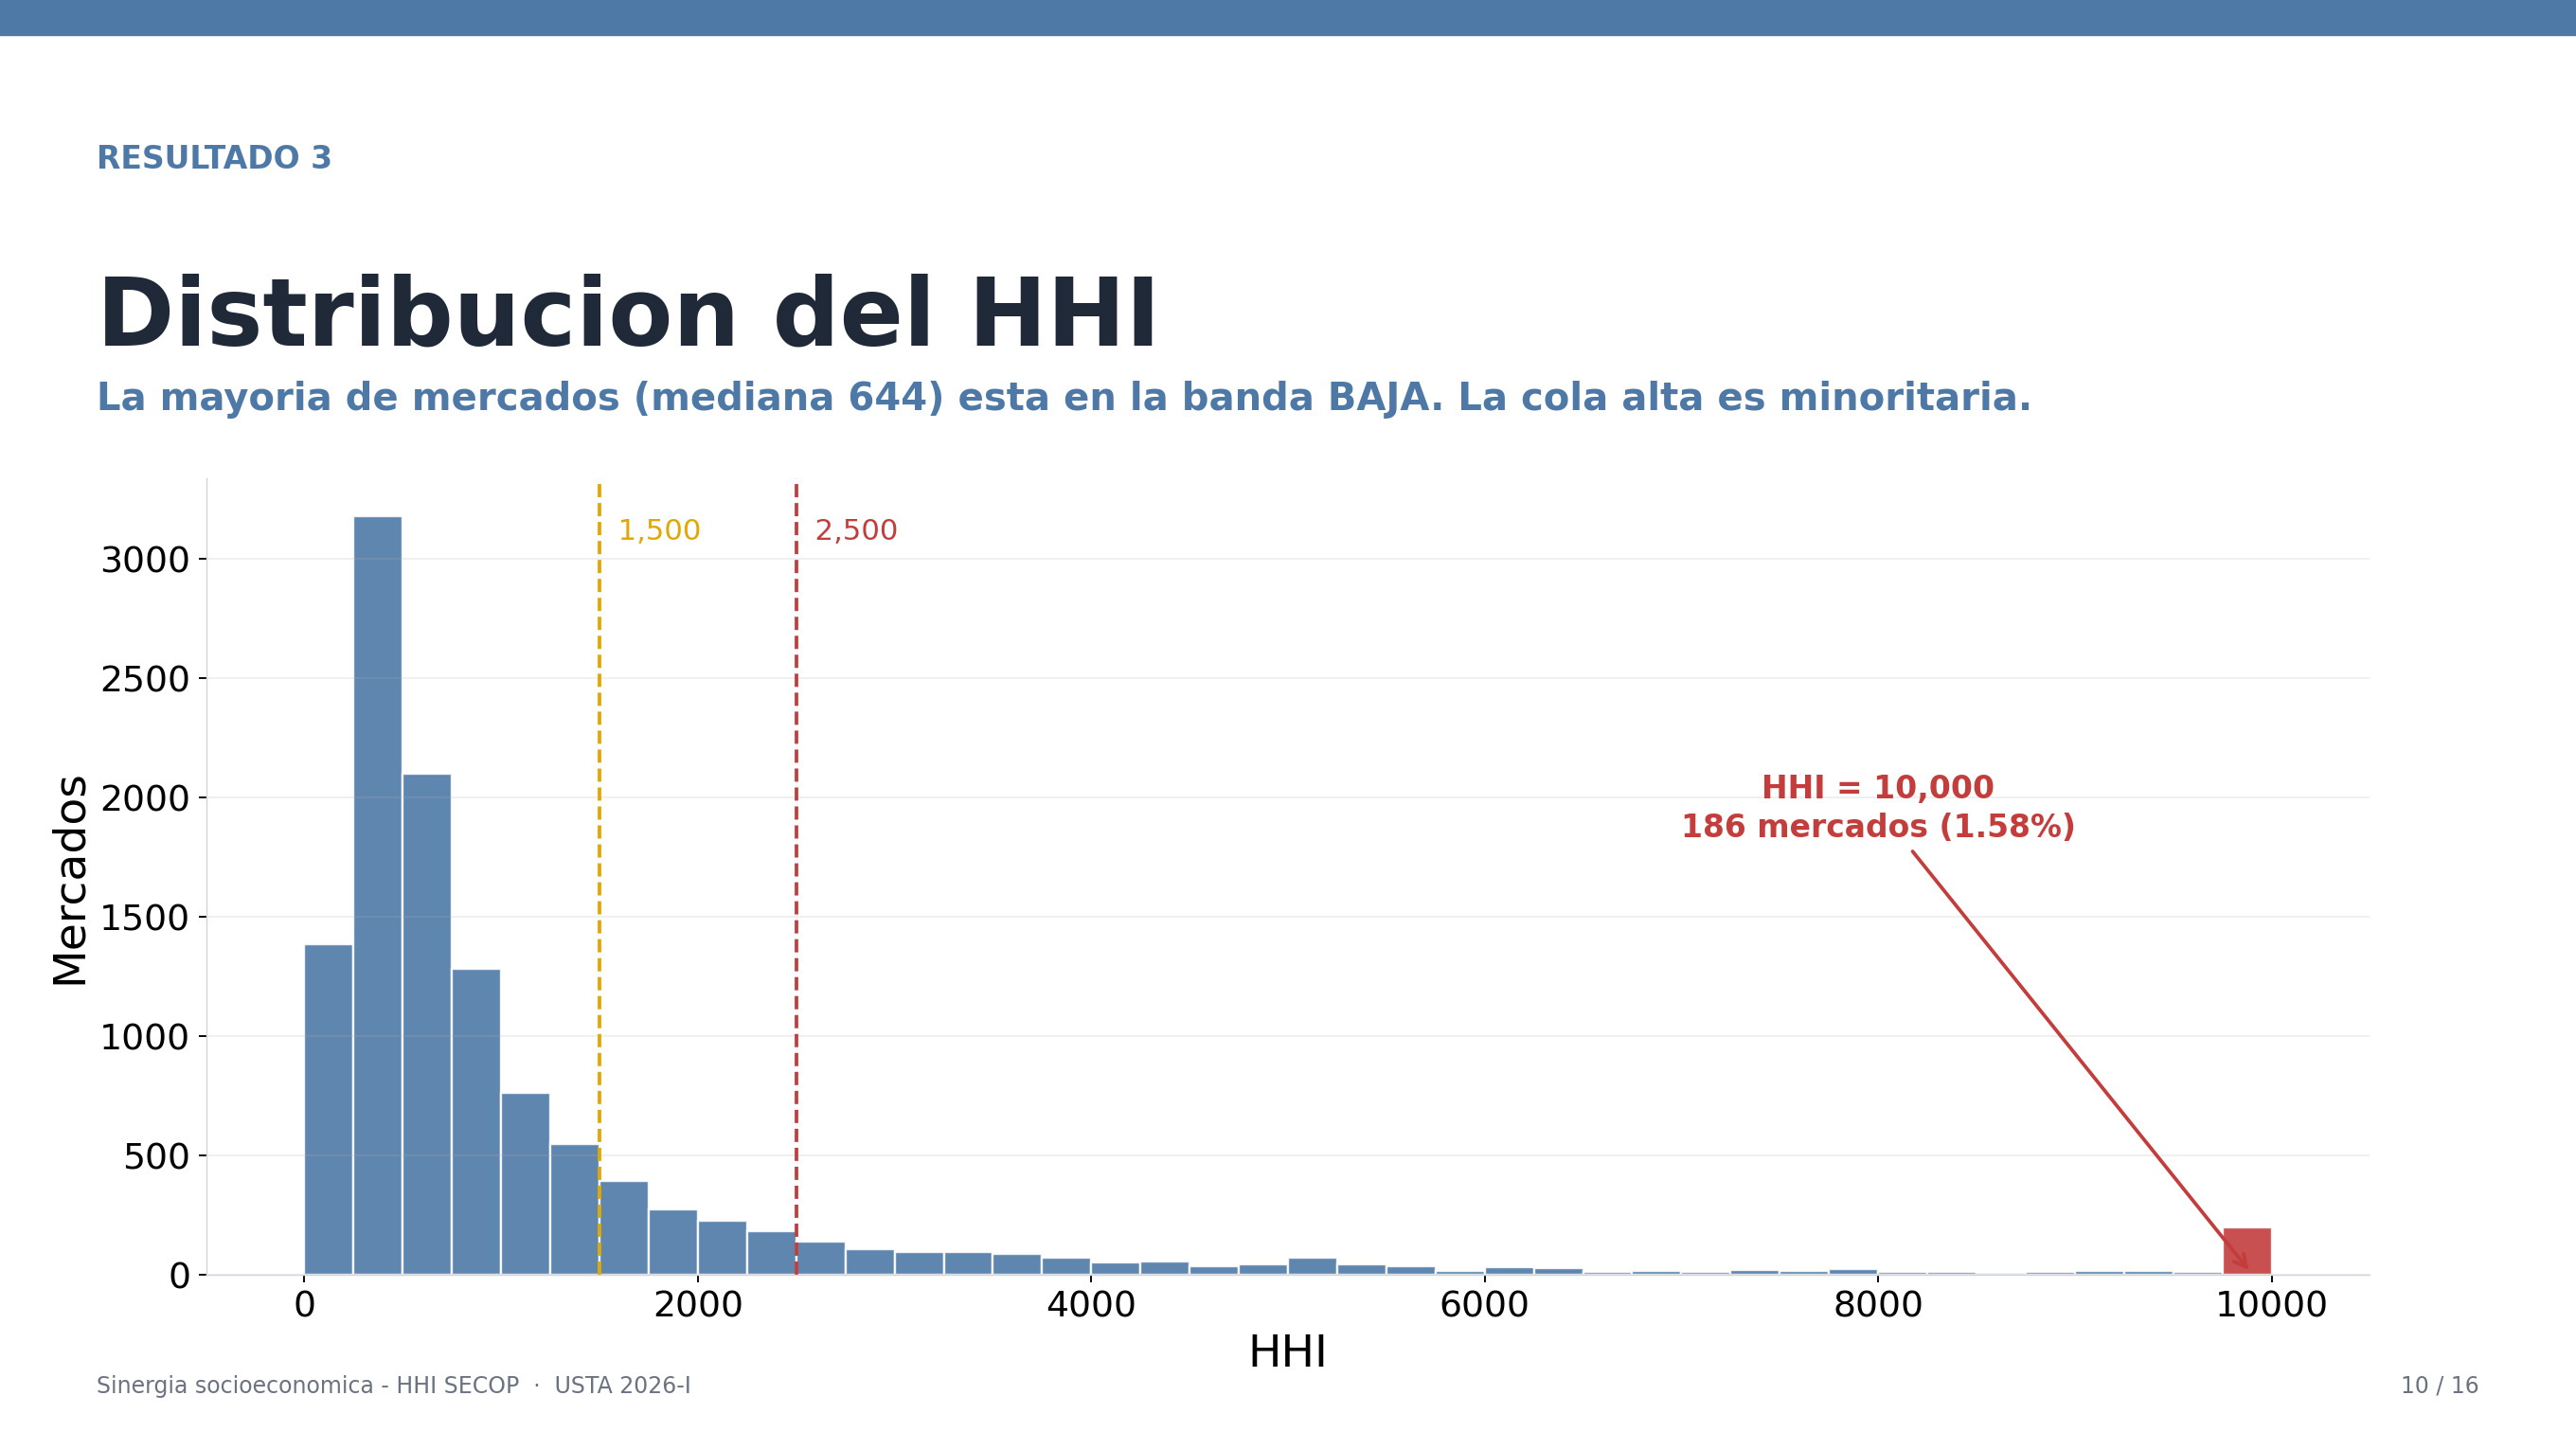 RESULTADO 3
Distribucion del HHI
La mayoria de mercados (mediana 644) esta en la banda BAJA. La cola alta es minoritaria.
1,500
2,500
3000
2500
2000
1500
1000
500
0
Mercados
HHI = 10,000
186 mercados (1.58%)
0
2000
4000
6000
8000
10000
HHI
Sinergia socioeconomica - HHI SECOP · USTA 2026-I
10 / 16